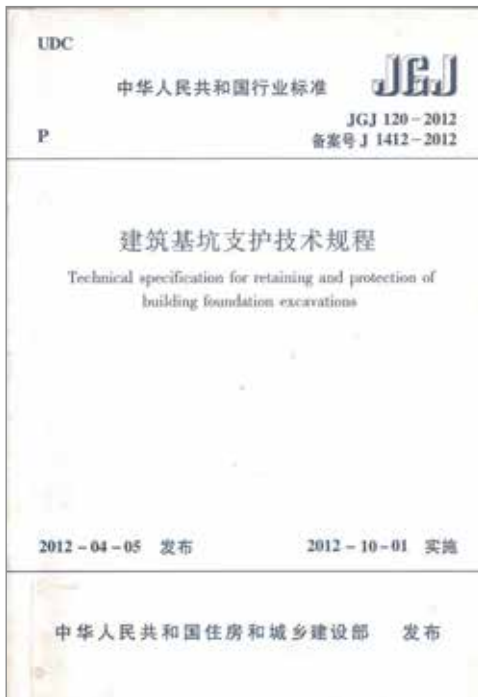 UDC
中华人民共和国行业标准 JGJ
JGJ 120-2012
P
备案号 J 1412-2012
建筑基坑支护技术规程
Technical specification for retaining and protection of
building foundation excavations
2012-04-05 发布 2012-10-01 实施
中华人民共和国住房和城乡建设部 发布